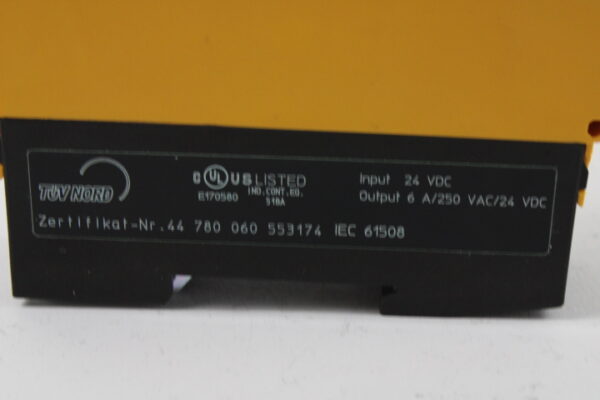 TÜV NORD
C UL US LISTED
E170580
IND.CONT.EQ.
51BA
Input 24 VDC
Output 6 A/250 VAC/24 VDC
Zertifikat-Nr.44 780 060 553174 IEC 61508